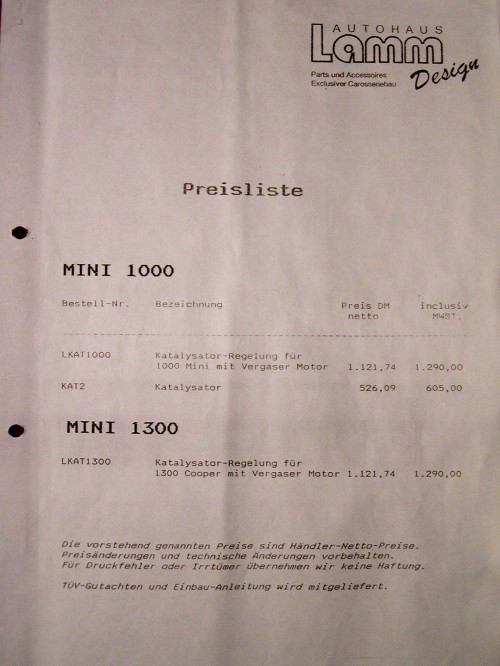 AUTOHAUS
Lamm
Design
Parts und Accessoires
Exclusiver Carosseriebau
Preisliste
MINI 1000
Bestell-Nr. Bezeichnung Preis DM inclusiv
netto MWST.
LKAT1000 Katalysator-Regelung für
1000 Mini mit Vergaser Motor 1.121,74 1.290,00
KAT2 Katalysator 526,09 605,00
MINI 1300
LKAT1300 Katalysator-Regelung für
1300 Cooper mit Vergaser Motor 1.121,74 1.290,00
Die vorstehend genannten Preise sind Händler-Netto-Preise.
Preisänderungen und technische Änderungen vorbehalten.
Für Druckfehler oder Irrtümer übernehmen wir keine Haftung.
TÜV-Gutachten und Einbau-Anleitung wird mitgeliefert.